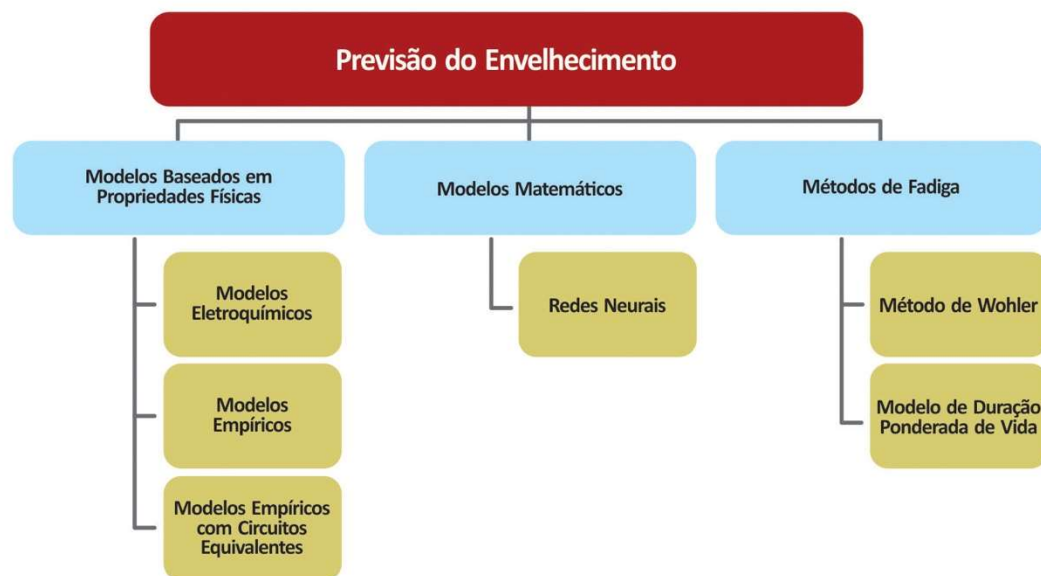 Previsão do Envelhecimento
Modelos Baseados em
Propriedades Físicas
Modelos Matemáticos
Métodos de Fadiga
Modelos
Eletroquímicos
Modelos
Empíricos
Modelos Empíricos
com Circuitos
Equivalentes
Redes Neurais
Método de Wohler
Modelo de Duração
Ponderada de Vida